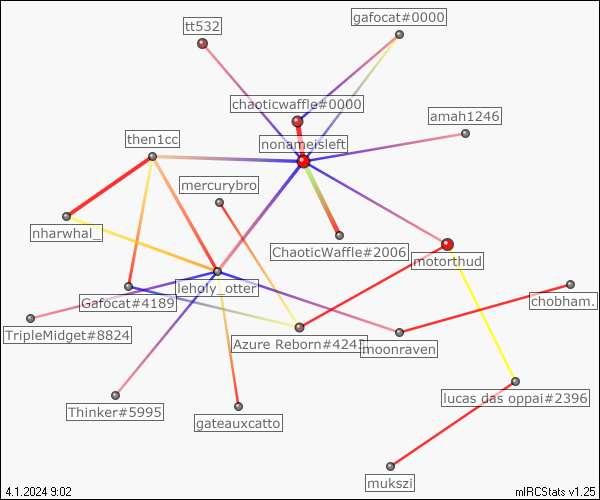 gafocat#0000
tt532
chaoticwaffle#0000
amah1246
then1cc
nonameisleft
mercurybro
nharwhal_
ChaoticWaffle#2006
motorthud
leholy_otter
Gafocat#4189
chobham.
TripleMidget#8824
Azure Reborn#4243
moonraven
lucas das oppai#2396
Thinker#5995
gateauxcatto
mukszi
4.1.2024 9:02
mIRCStats v1.25